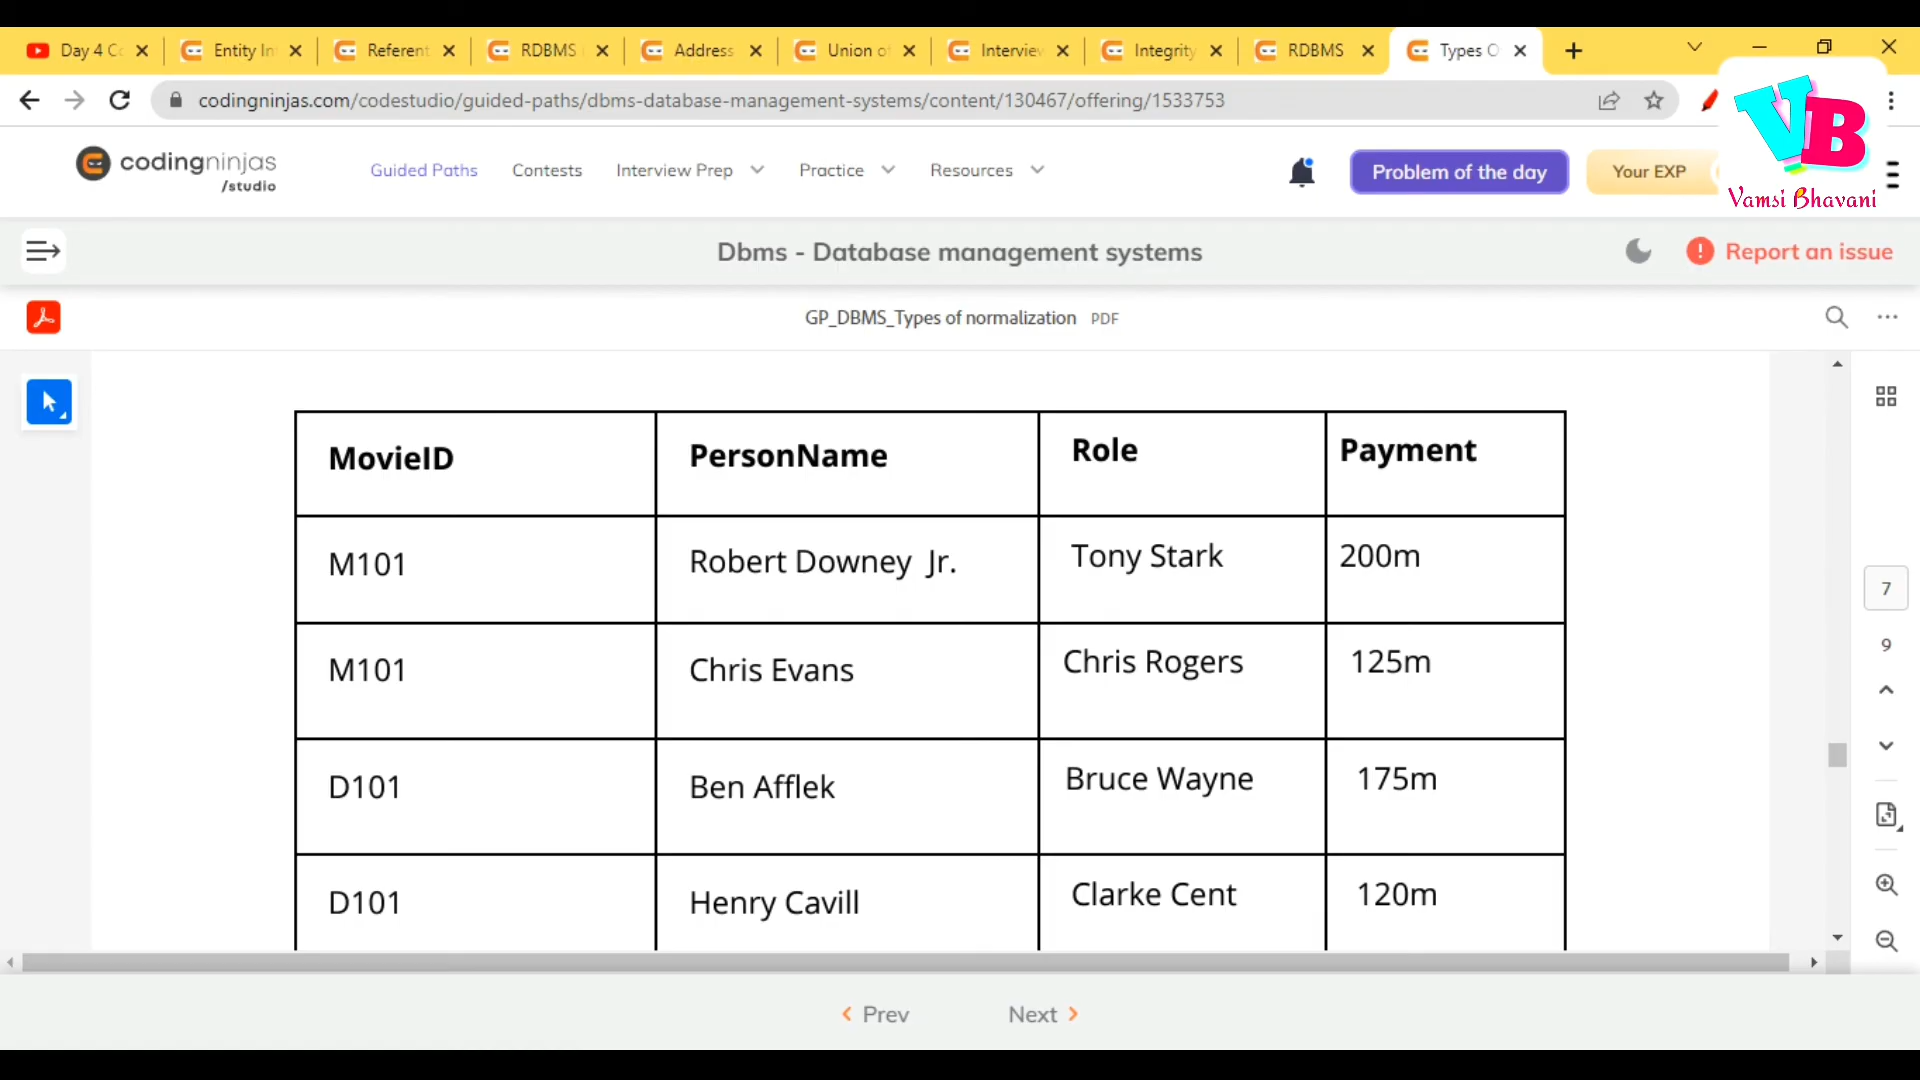 Day 4 C
Entity In
Referent
RDBMS
Address
Union o
Interview
Integrity
RDBMS
Types O
codingninjas.com/codestudio/guided-paths/dbms-database-management-systems/content/130467/offering/1533753
VB
Vamsi Bhavani
codingninjas
/studio
Guided Paths
Contests
Interview Prep
Practice
Resources
Problem of the day
Your EXP
Dbms - Database management systems
Report an issue
GP_DBMS_Types of normalization PDF
MovieID PersonName Role Payment
M101 Robert Downey Jr. Tony Stark 200m
M101 Chris Evans Chris Rogers 125m
D101 Ben Afflek Bruce Wayne 175m
D101 Henry Cavill Clarke Cent 120m
7
9
Prev
Next